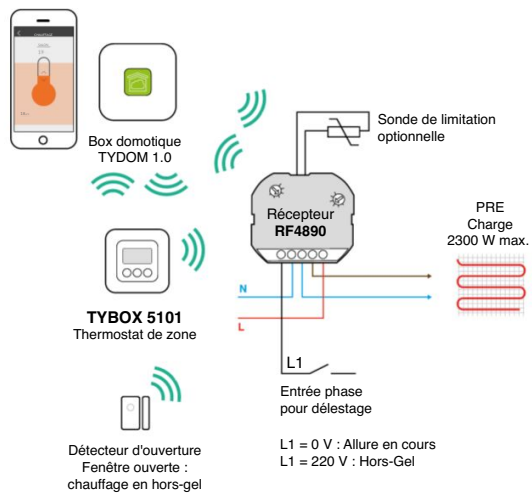 Box domotique
TYDOM 1.0
Sonde de limitation
optionnelle
Récepteur
RF4890
PRE
Charge
2300 W max.
N
L
TYBOX 5101
Thermostat de zone
L1
Entrée phase
pour délestage
L1 = 0 V : Allure en cours
L1 = 220 V : Hors-Gel
Détecteur d'ouverture
Fenêtre ouverte :
chauffage en hors-gel